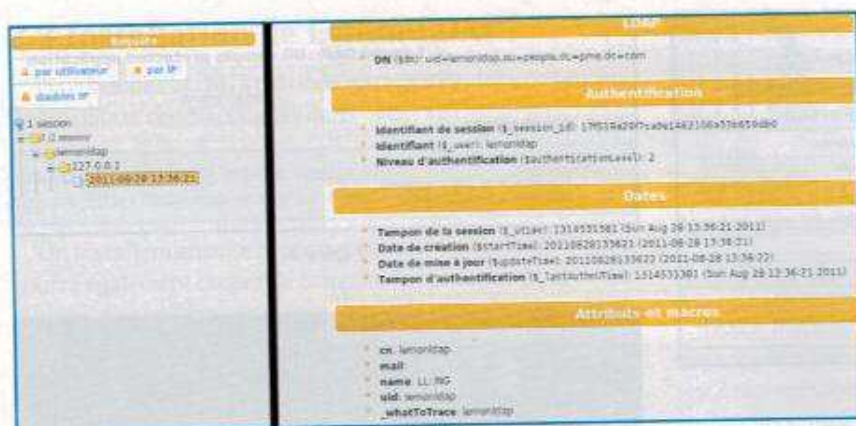 par utilisateur
par IP
doubles IP
1 session
lemonldap
127.0.0.1
2011-08-28 13:36:21
LDAP
DN ($dn): uid=lemonldap,ou=people,dc=pme,dc=com
Authentification
Identifiant de session ($_session_id):
Identifiant ($_user): lemonldap
Niveau d'authentification ($authenticationLevel): 2
Dates
Tampon de la session ($_utime): 1314531381 (Sun Aug 28 13:36:21 2011)
Date de création ($startTime): 20110828133621 (2011-08-28 13:36:21)
Date de mise à jour ($updateTime): 20110828133622 (2011-08-28 13:36:22)
Tampon d'authentification ($_lastAuthnUTime): 1314531381 (Sun Aug 28 13:36:21 2011)
Attributs et macros
cn: lemonldap
mail:
name: LL::NG
uid: lemonldap
_whatToTrace: lemonldap